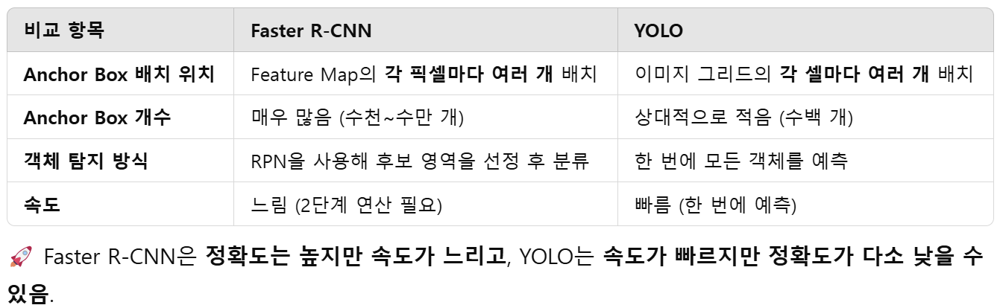 비교 항목 Faster R-CNN YOLO
Anchor Box 배치 위치 Feature Map의 각 픽셀마다 여러 개 배치 이미지 그리드의 각 셀마다 여러 개 배치
Anchor Box 개수 매우 많음 (수천~수만 개) 상대적으로 적음 (수백 개)
객체 탐지 방식 RPN을 사용해 후보 영역을 선정 후 분류 한 번에 모든 객체를 예측
속도 느림 (2단계 연산 필요) 빠름 (한 번에 예측)
🚀 Faster R-CNN은 정확도는 높지만 속도가 느리고, YOLO는 속도가 빠르지만 정확도가 다소 낮을 수
있음.